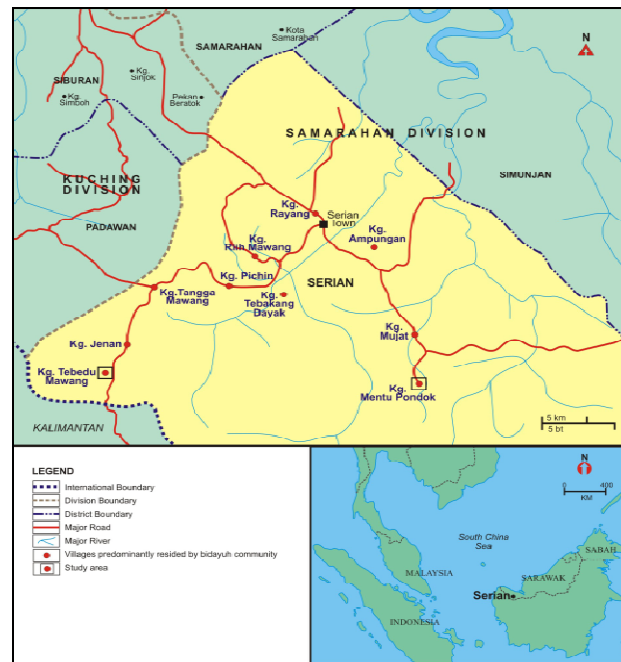 Kota
Samarahan
SAMARAHAN
Kg.
Sinjok
SIBURAN
Kg.
Simboh
Pekan
Beratok
N
SAMARAHAN DIVISION
KUCHING
DIVISION
SIMUNJAN
PADAWAN
Kg.
Rayang
Serian
Town
Kg.
Ampungan
Kg.
Riih Mawang
Kg. Pichin
SERIAN
Kg. Tangga
Mawang
Kg.
Tebakang
Dayak
Kg. Jenan
Kg.
Mujat
Kg. Tebedu
Mawang
Kg.
Mentu Pondok
KALIMANTAN
5 km
5 bt
LEGEND
International Boundary
Division Boundary
District Boundary
Major Road
Major River
Villages predominantly resided by bidayuh community
Study area
N
0 400
KM
South China
Sea
SABAH
MALAYSIA
SARAWAK
Serian
INDONESIA